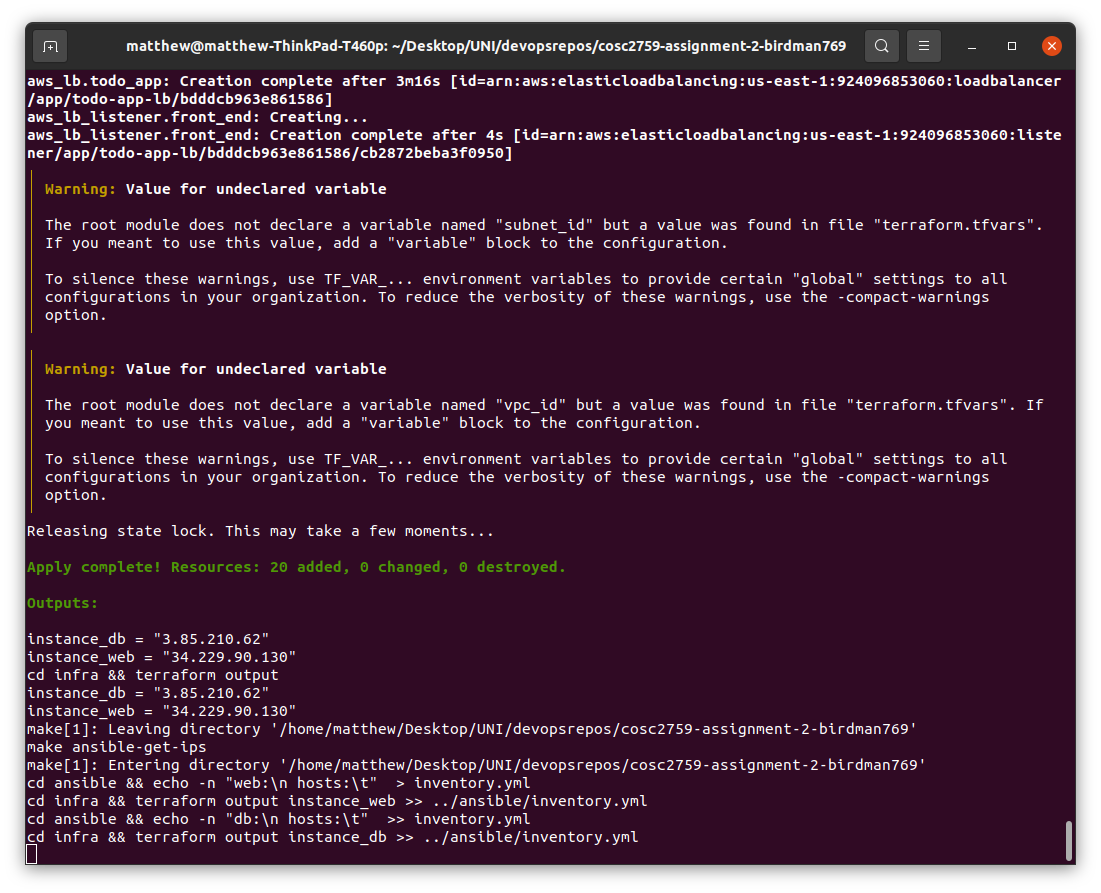 matthew@matthew-ThinkPad-T460p: ~/Desktop/UNI/devopsrepos/cosc2759-assignment-2-birdman769
aws_lb.todo_app: Creation complete after 3m16s [id=arn:aws:elasticloadbalancing:us-east-1:924096853060:loadbalancer
/app/todo-app-lb/bdddcb963e861586]
aws_lb_listener.front_end: Creating...
aws_lb_listener.front_end: Creation complete after 4s [id=arn:aws:elasticloadbalancing:us-east-1:924096853060:liste
ner/app/todo-app-lb/bdddcb963e861586/cb2872beba3f0950]
Warning: Value for undeclared variable
The root module does not declare a variable named "subnet_id" but a value was found in file "terraform.tfvars".
If you meant to use this value, add a "variable" block to the configuration.
To silence these warnings, use TF_VAR_... environment variables to provide certain "global" settings to all
configurations in your organization. To reduce the verbosity of these warnings, use the -compact-warnings
option.
Warning: Value for undeclared variable
The root module does not declare a variable named "vpc_id" but a value was found in file "terraform.tfvars". If
you meant to use this value, add a "variable" block to the configuration.
To silence these warnings, use TF_VAR_... environment variables to provide certain "global" settings to all
configurations in your organization. To reduce the verbosity of these warnings, use the -compact-warnings
option.
Releasing state lock. This may take a few moments...
Apply complete! Resources: 20 added, 0 changed, 0 destroyed.
Outputs:
instance_db = "3.85.210.62"
instance_web = "34.229.90.130"
cd infra && terraform output
instance_db = "3.85.210.62"
instance_web = "34.229.90.130"
make[1]: Leaving directory '/home/matthew/Desktop/UNI/devopsrepos/cosc2759-assignment-2-birdman769'
make ansible-get-ips
make[1]: Entering directory '/home/matthew/Desktop/UNI/devopsrepos/cosc2759-assignment-2-birdman769'
cd ansible && echo -n "web:\n hosts:\t"  > inventory.yml
cd infra && terraform output instance_web >> ../ansible/inventory.yml
cd ansible && echo -n "db:\n hosts:\t"  >> inventory.yml
cd infra && terraform output instance_db >> ../ansible/inventory.yml